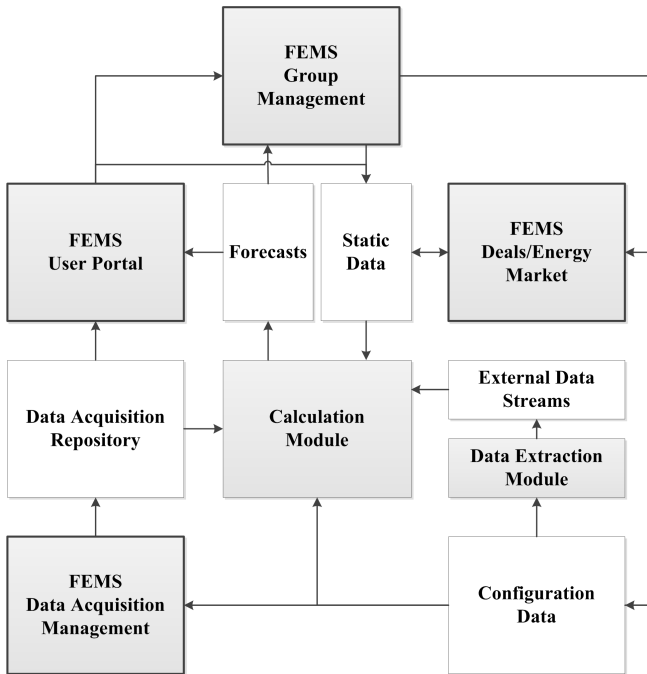 FEMS
Group
Management
FEMS
User Portal
Forecasts
Static
Data
FEMS
Deals/Energy
Market
Data Acquisition
Repository
Calculation
Module
External Data
Streams
Data Extraction
Module
FEMS
Data Acquisition
Management
Configuration
Data